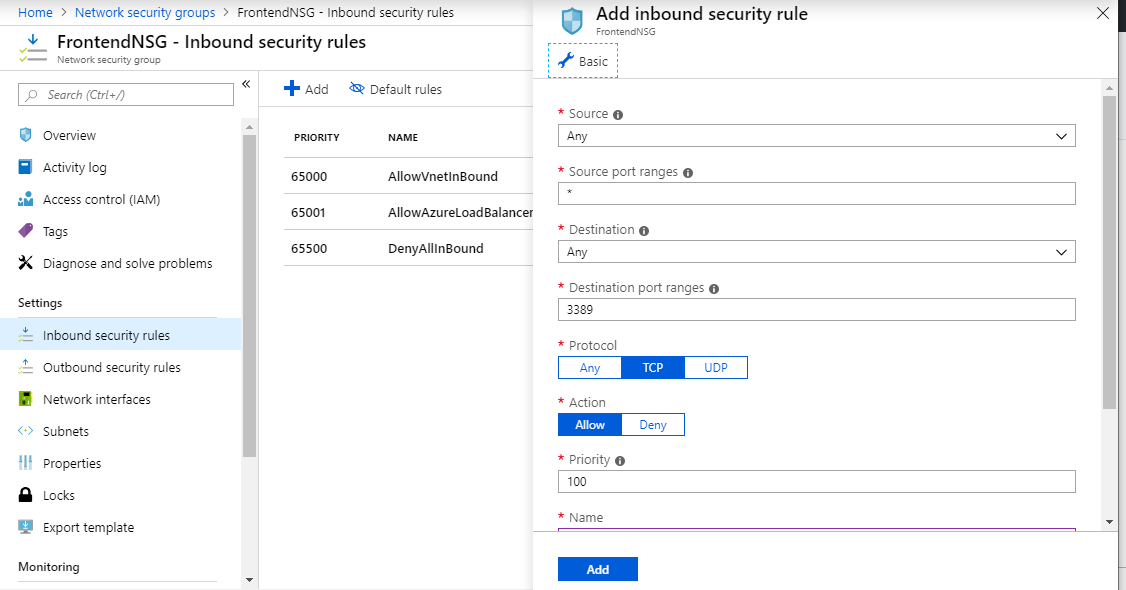 Home > Network security groups > FrontendNSG - Inbound security rules
FrontendNSG - Inbound security rules
Network security group
Search (Ctrl+/)
«
Overview
Activity log
Access control (IAM)
Tags
Diagnose and solve problems
Settings
Inbound security rules
Outbound security rules
Network interfaces
Subnets
Properties
Locks
Export template
Monitoring
Add Default rules
PRIORITY NAME
65000 AllowVnetInBound
65001 AllowAzureLoadBalancer
65500 DenyAllInBound
Add inbound security rule
FrontendNSG
Basic
* Source
Any
* Source port ranges
*
* Destination
Any
* Destination port ranges
3389
* Protocol
Any TCP UDP
* Action
Allow Deny
* Priority
100
* Name
Add